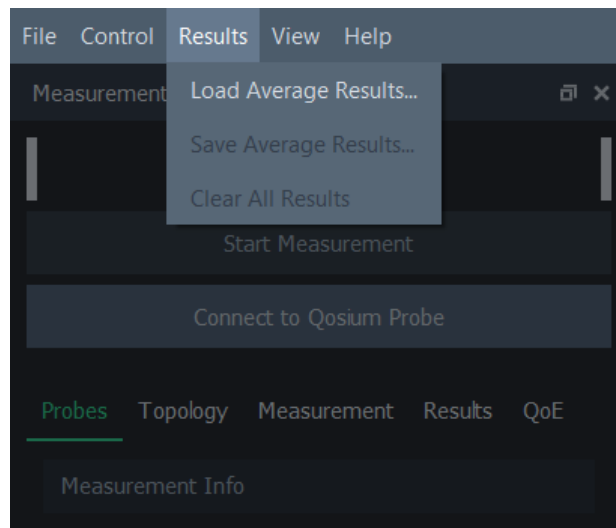 File Control Results View Help
Measurement
Load Average Results...
Save Average Results...
Clear All Results
Start Measurement
Connect to Qosium Probe
Probes Topology Measurement Results QoE
Measurement Info